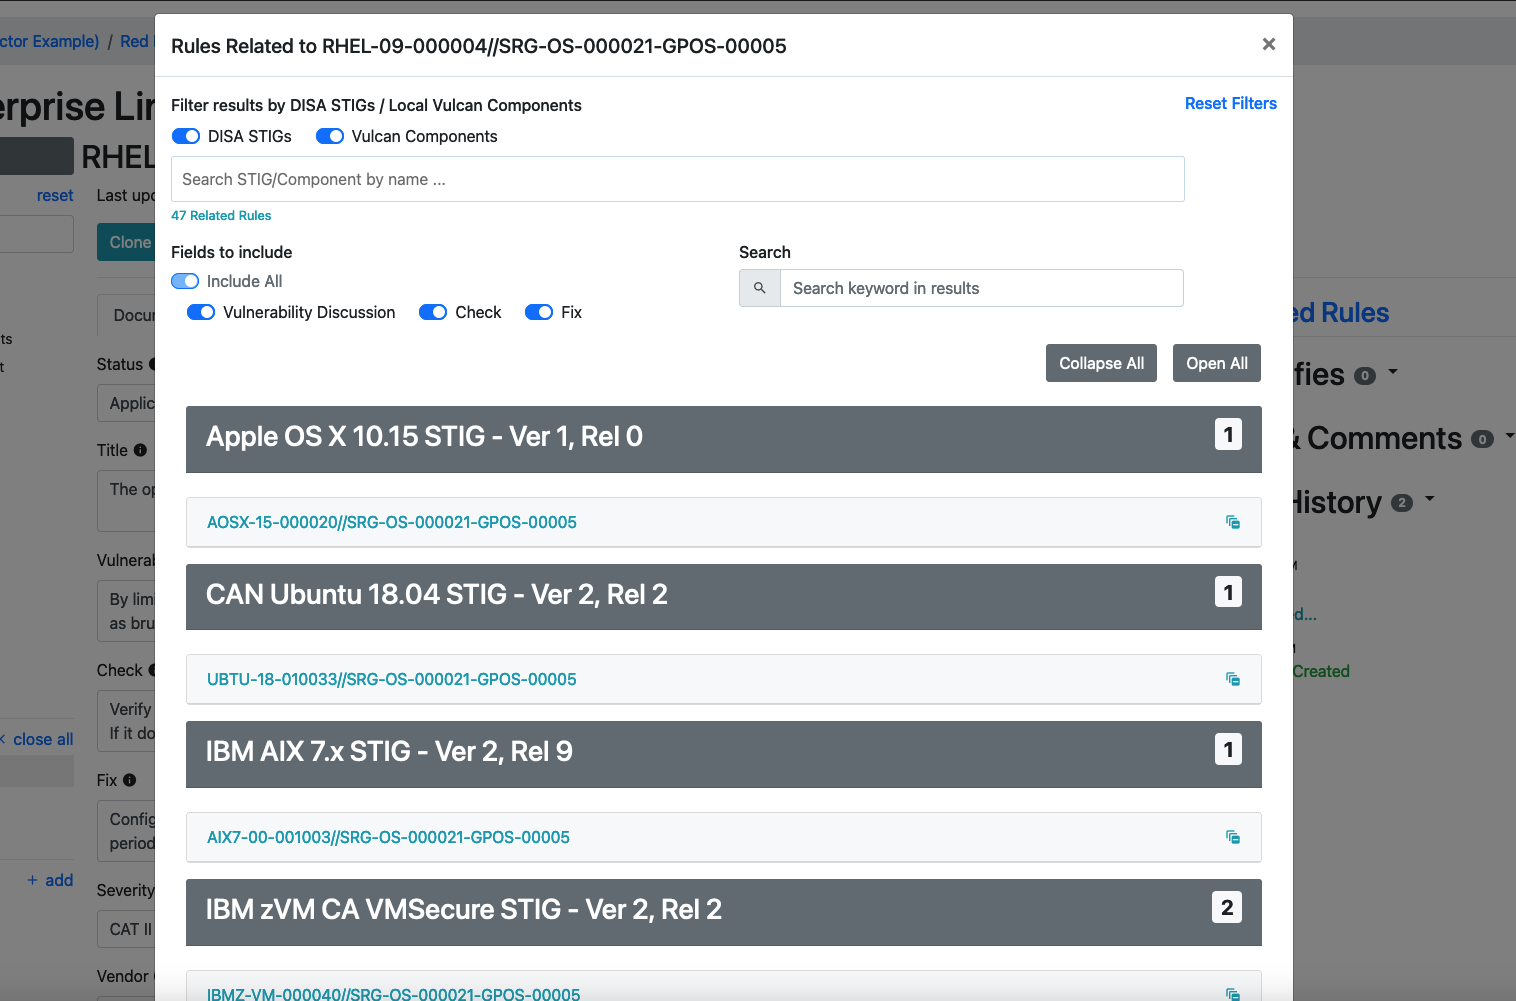 Rules Related to RHEL-09-000004//SRG-OS-000021-GPOS-00005
×
Filter results by DISA STIGs / Local Vulcan Components
Reset Filters
DISA STIGs
Vulcan Components
Search STIG/Component by name ...
47 Related Rules
Fields to include
Search
Include All
Search keyword in results
Vulnerability Discussion
Check
Fix
Collapse All
Open All
Apple OS X 10.15 STIG - Ver 1, Rel 0
1
AOSX-15-000020//SRG-OS-000021-GPOS-00005
CAN Ubuntu 18.04 STIG - Ver 2, Rel 2
1
UBTU-18-010033//SRG-OS-000021-GPOS-00005
IBM AIX 7.x STIG - Ver 2, Rel 9
1
AIX7-00-001003//SRG-OS-000021-GPOS-00005
IBM zVM CA VMSecure STIG - Ver 2, Rel 2
2
IBMZ-VM-000040//SRG-OS-000021-GPOS-00005
ctor Example) / Red
erprise Lin
RHEL
reset
Last upd
Clone
Docum
ts
t
Status
Applic
Title
The op
Vulnerab
By limi
as bru
Check
Verify
If it do
close all
Fix
Config
period
+ add
Severity
CAT II
Vendor
ed Rules
fies 0
& Comments 0
History 2
M
d...
Created